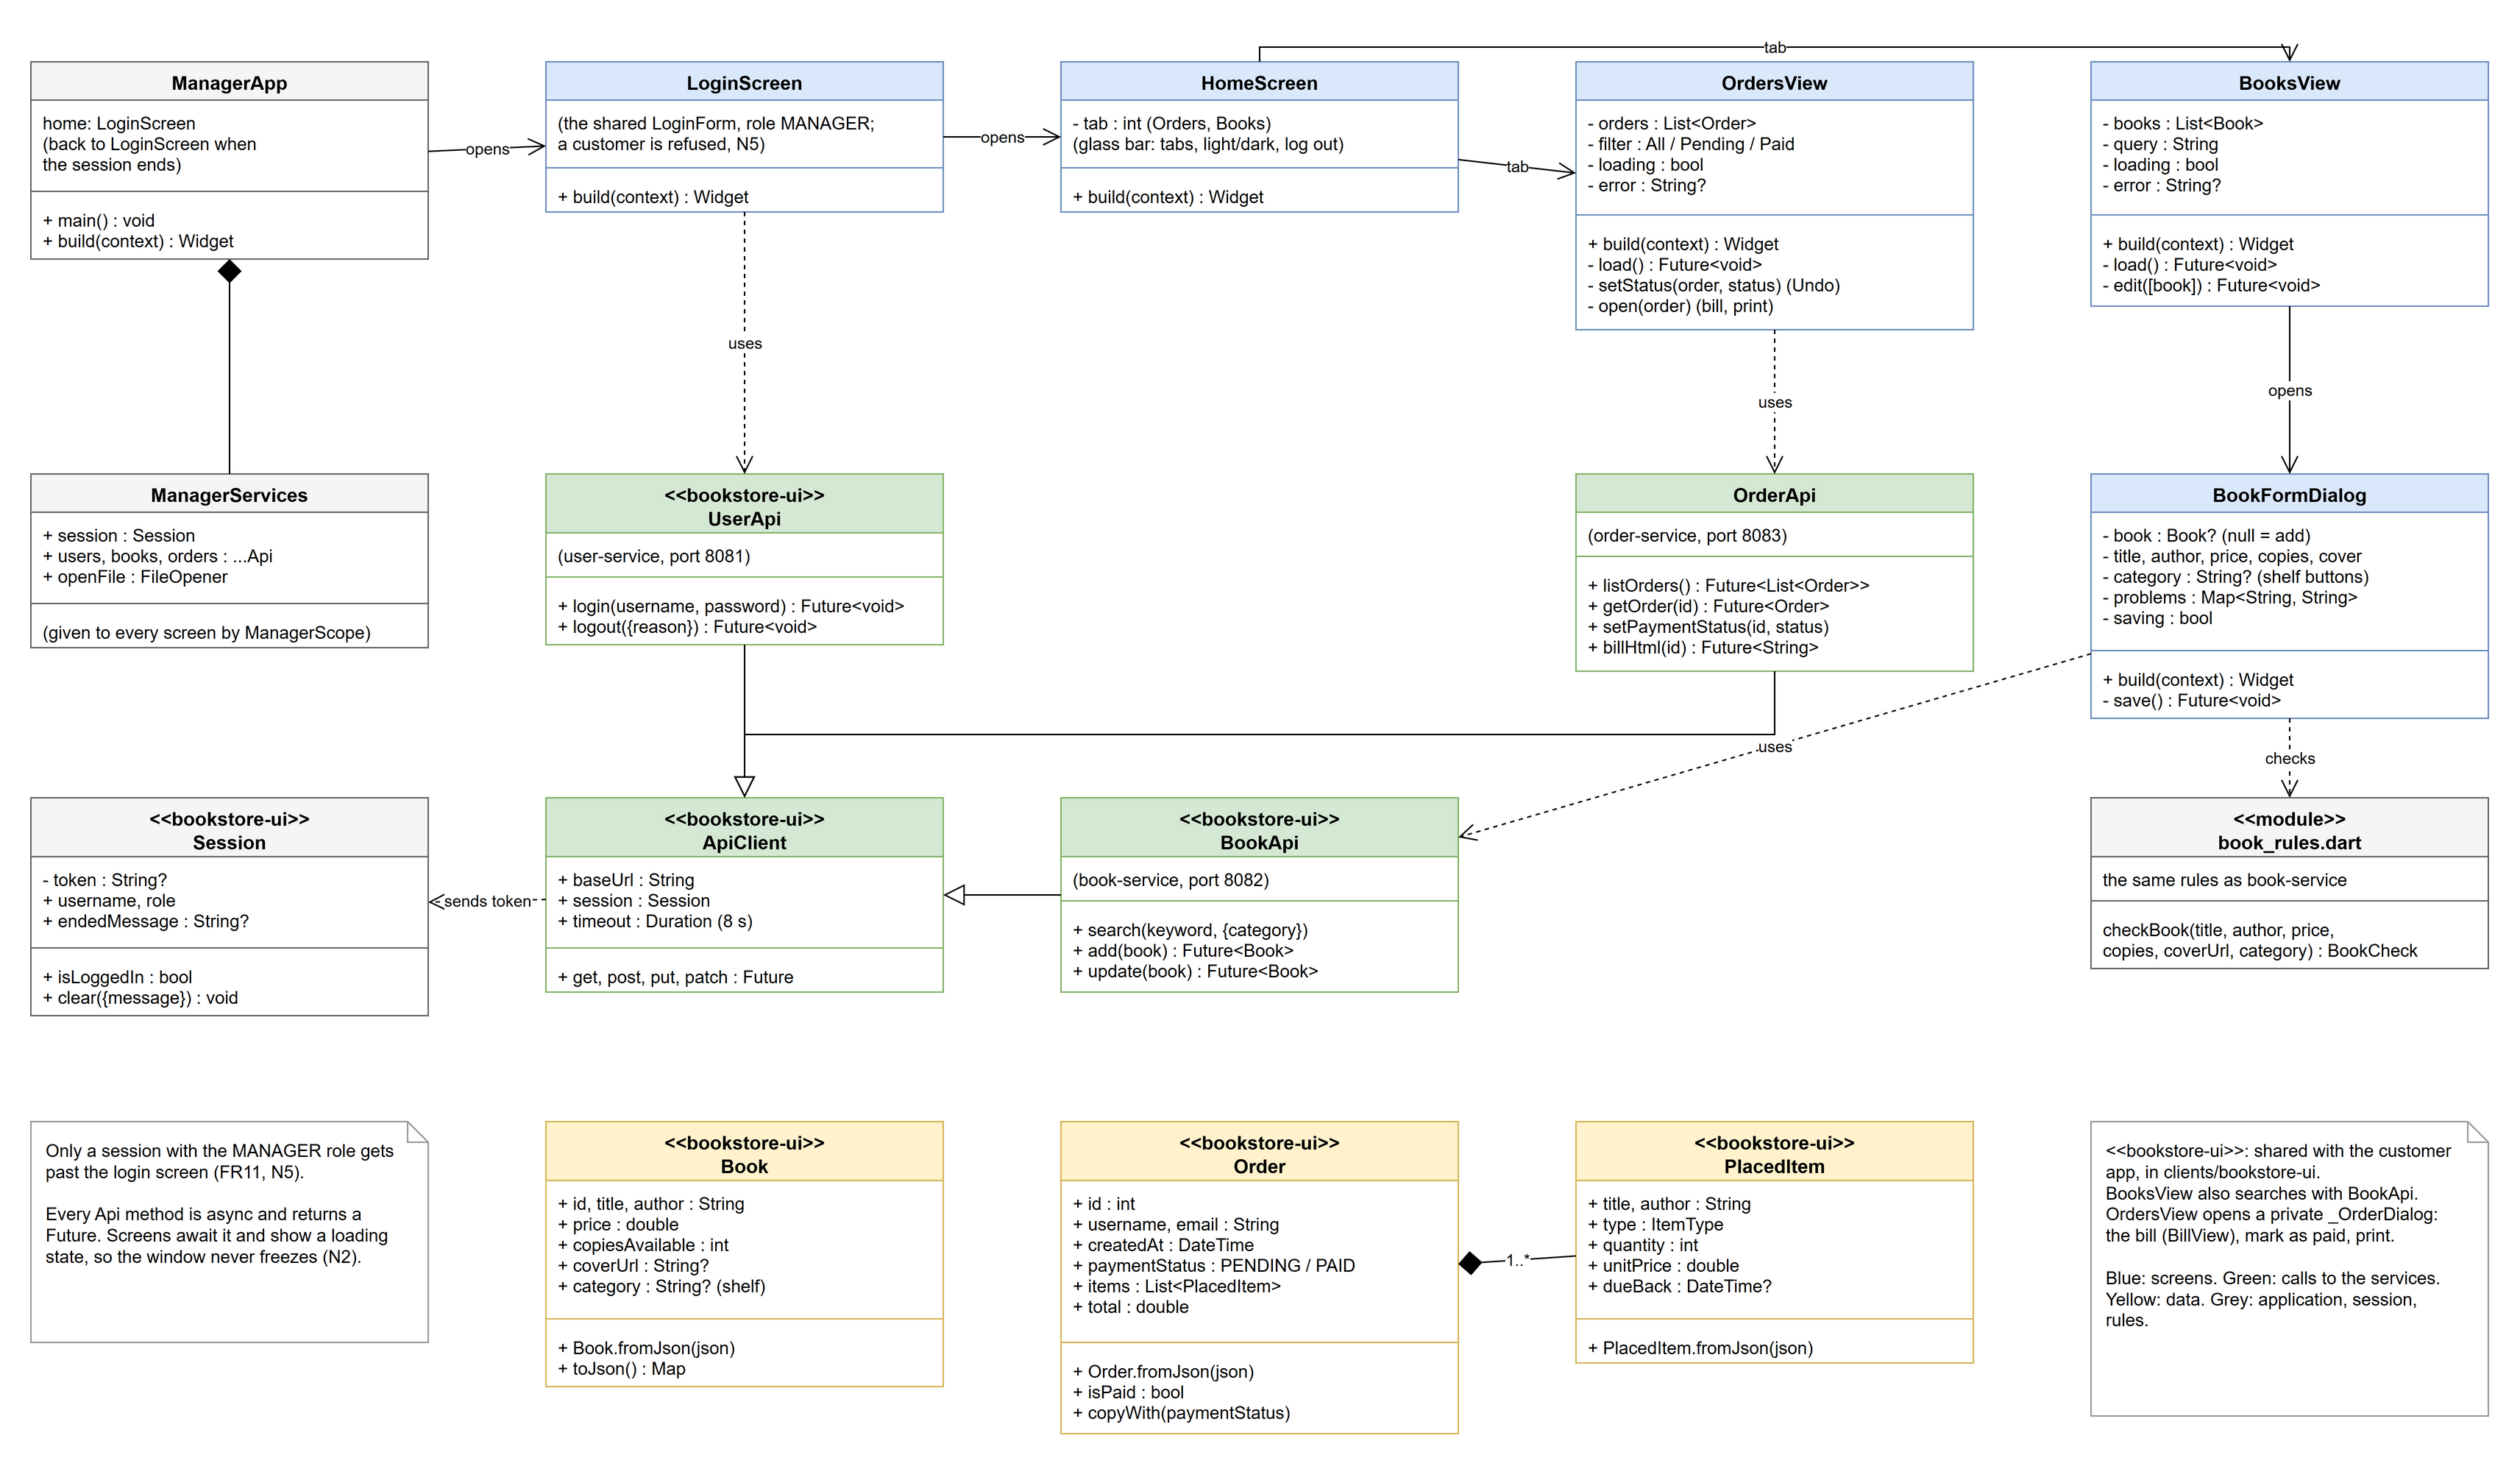 tab
ManagerApp
home: LoginScreen
(back to LoginScreen when
the session ends)
+ main() : void
+ build(context) : Widget
opens
LoginScreen
(the shared LoginForm, role MANAGER;
a customer is refused, N5)
+ build(context) : Widget
opens
HomeScreen
- tab : int (Orders, Books)
(glass bar: tabs, light/dark, log out)
+ build(context) : Widget
tab
OrdersView
- orders : List<Order>
- filter : All / Pending / Paid
- loading : bool
- error : String?
+ build(context) : Widget
- load() : Future<void>
- setStatus(order, status) (Undo)
- open(order) (bill, print)
BooksView
- books : List<Book>
- query : String
- loading : bool
- error : String?
+ build(context) : Widget
- load() : Future<void>
- edit([book]) : Future<void>
uses
uses
opens
ManagerServices
+ session : Session
+ users, books, orders : ...Api
+ openFile : FileOpener
(given to every screen by ManagerScope)
<<bookstore-ui>>
UserApi
(user-service, port 8081)
+ login(username, password) : Future<void>
+ logout({reason}) : Future<void>
OrderApi
(order-service, port 8083)
+ listOrders() : Future<List<Order>>
+ getOrder(id) : Future<Order>
+ setPaymentStatus(id, status)
+ billHtml(id) : Future<String>
BookFormDialog
- book : Book? (null = add)
- title, author, price, copies, cover
- category : String? (shelf buttons)
- problems : Map<String, String>
- saving : bool
+ build(context) : Widget
- save() : Future<void>
uses
checks
<<bookstore-ui>>
Session
- token : String?
+ username, role
+ endedMessage : String?
+ isLoggedIn : bool
+ clear({message}) : void
sends token
<<bookstore-ui>>
ApiClient
+ baseUrl : String
+ session : Session
+ timeout : Duration (8 s)
+ get, post, put, patch : Future
<<bookstore-ui>>
BookApi
(book-service, port 8082)
+ search(keyword, {category})
+ add(book) : Future<Book>
+ update(book) : Future<Book>
<<module>>
book_rules.dart
the same rules as book-service
checkBook(title, author, price,
copies, coverUrl, category) : BookCheck
Only a session with the MANAGER role gets
past the login screen (FR11, N5).
Every Api method is async and returns a
Future. Screens await it and show a loading
state, so the window never freezes (N2).
<<bookstore-ui>>
Book
+ id, title, author : String
+ price : double
+ copiesAvailable : int
+ coverUrl : String?
+ category : String? (shelf)
+ Book.fromJson(json)
+ toJson() : Map
<<bookstore-ui>>
Order
+ id : int
+ username, email : String
+ createdAt : DateTime
+ paymentStatus : PENDING / PAID
+ items : List<PlacedItem>
+ total : double
+ Order.fromJson(json)
+ isPaid : bool
+ copyWith(paymentStatus)
1..*
<<bookstore-ui>>
PlacedItem
+ title, author : String
+ type : ItemType
+ quantity : int
+ unitPrice : double
+ dueBack : DateTime?
+ PlacedItem.fromJson(json)
<<bookstore-ui>>: shared with the customer
app, in clients/bookstore-ui.
BooksView also searches with BookApi.
OrdersView opens a private _OrderDialog:
the bill (BillView), mark as paid, print.
Blue: screens. Green: calls to the services.
Yellow: data. Grey: application, session,
rules.